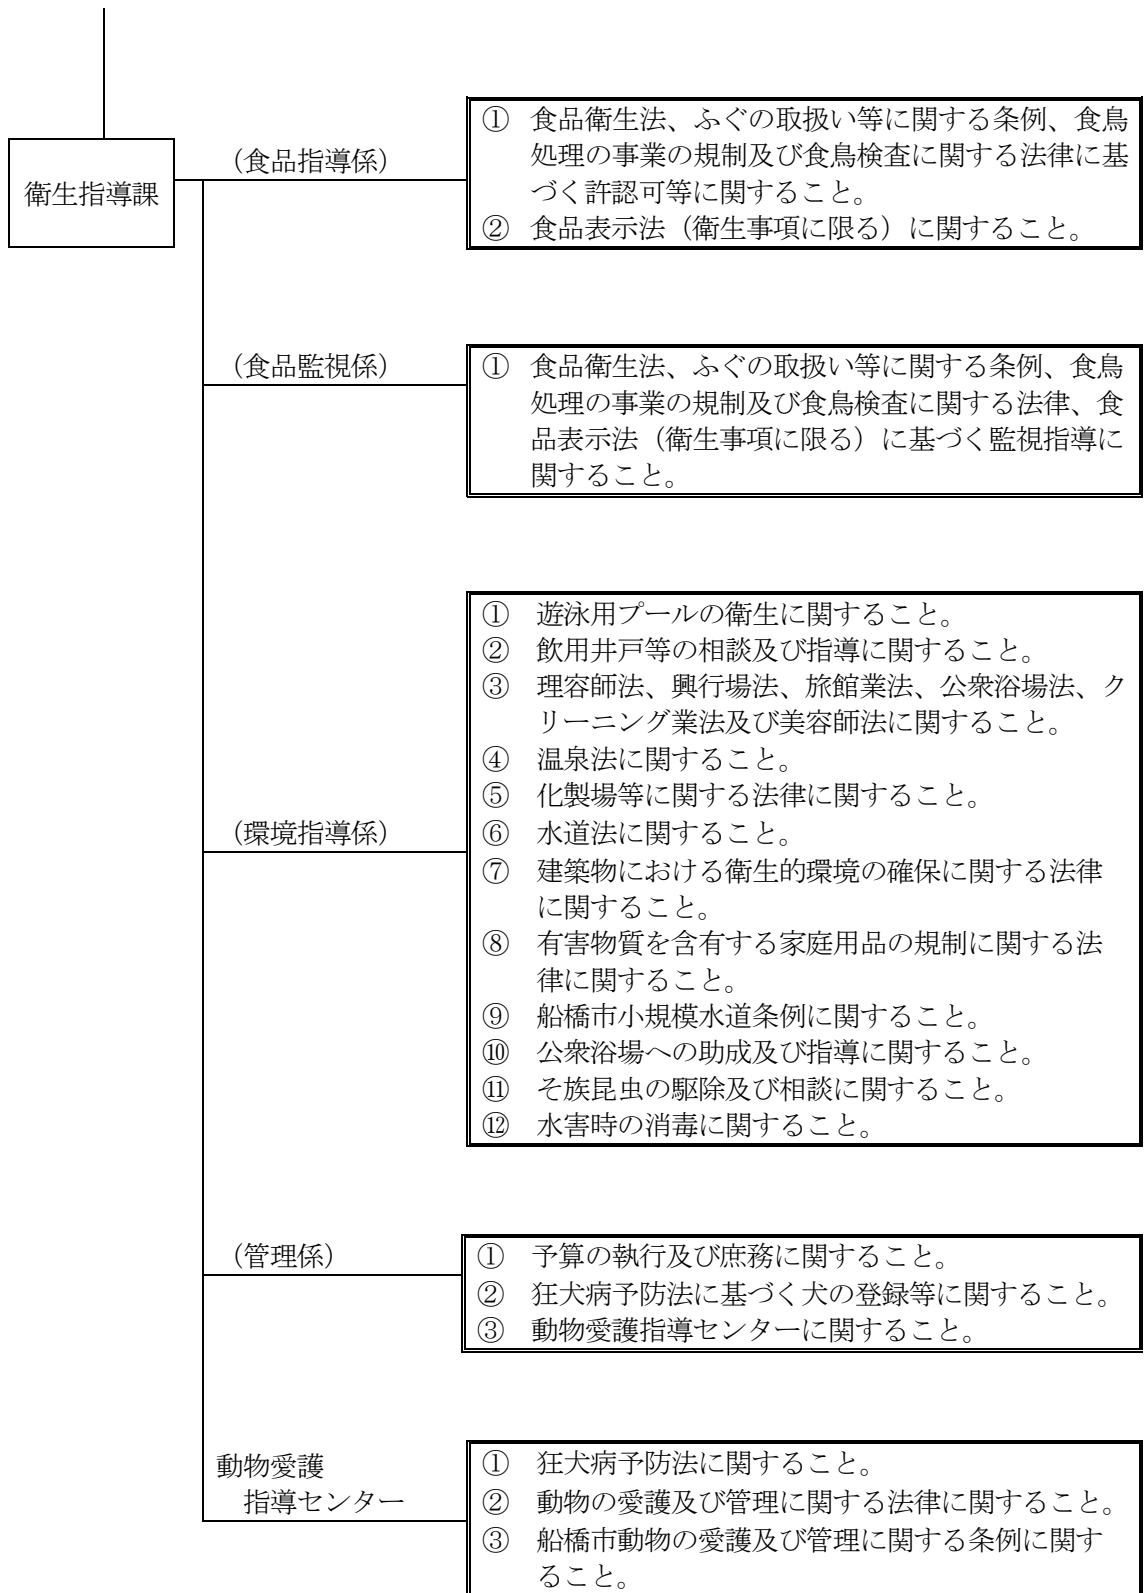 衛生指導課
（食品指導係）
① 食品衛生法、ふぐの取扱い等に関する条例、食鳥
処理の事業の規制及び食鳥検査に関する法律に基
づく許認可等に関すること。
② 食品表示法（衛生事項に限る）に関すること。
（食品監視係）
① 食品衛生法、ふぐの取扱い等に関する条例、食鳥
処理の事業の規制及び食鳥検査に関する法律、食
品表示法（衛生事項に限る）に基づく監視指導に
関すること。
（環境指導係）
① 遊泳用プールの衛生に関すること。
② 飲用井戸等の相談及び指導に関すること。
③ 理容師法、興行場法、旅館業法、公衆浴場法、ク
リーニング業法及び美容師法に関すること。
④ 温泉法に関すること。
⑤ 化製場等に関する法律に関すること。
⑥ 水道法に関すること。
⑦ 建築物における衛生的環境の確保に関する法律
に関すること。
⑧ 有害物質を含有する家庭用品の規制に関する法
律に関すること。
⑨ 船橋市小規模水道条例に関すること。
⑩ 公衆浴場への助成及び指導に関すること。
⑪ そ族昆虫の駆除及び相談に関すること。
⑫ 水害時の消毒に関すること。
（管理係）
① 予算の執行及び庶務に関すること。
② 狂犬病予防法に基づく犬の登録等に関すること。
③ 動物愛護指導センターに関すること。
動物愛護
指導センター
① 狂犬病予防法に関すること。
② 動物の愛護及び管理に関する法律に関すること。
③ 船橋市動物の愛護及び管理に関する条例に関す
ること。